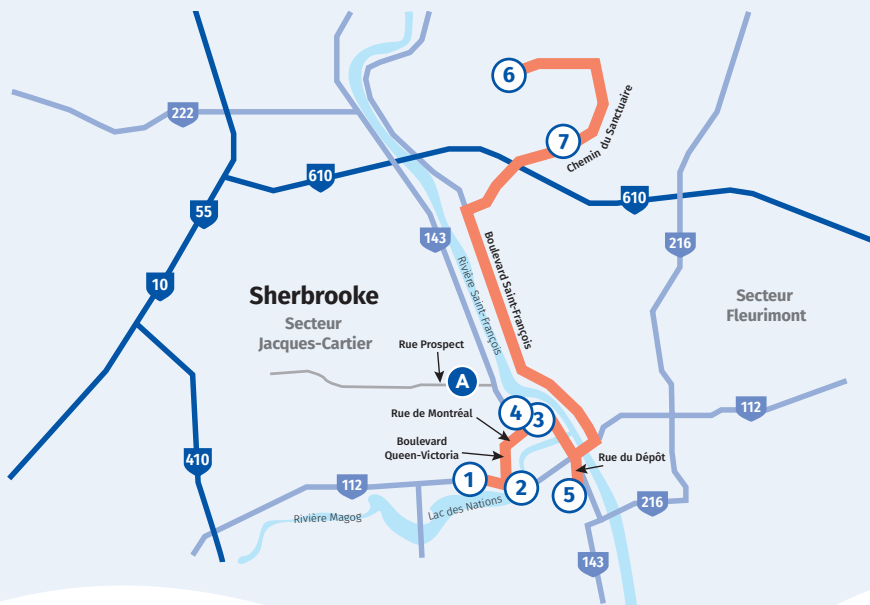 6
Chemin du Sanctuaire
7
222
610
610
55
143
216
10
Boulevard Saint-François
Rivière Saint-François
Sherbrooke
Secteur
Jacques-Cartier
Secteur
Fleurimont
Rue Prospect
A
4
3
Rue de Montréal
112
Boulevard
Queen-Victoria
410
Rue du Dépôt
1
2
5
112
216
Lac des Nations
Rivière Magog
143